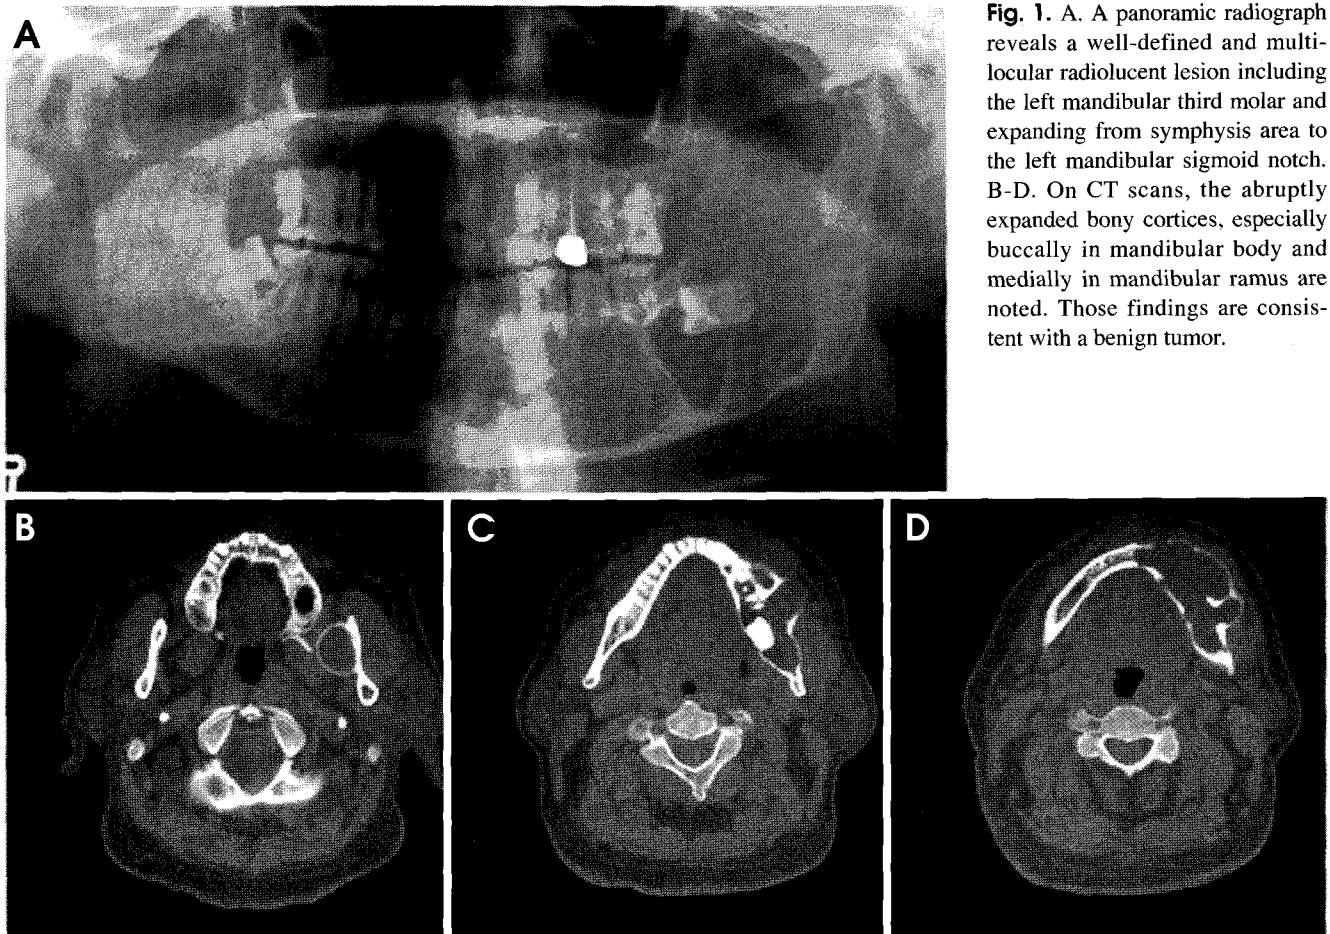 A
Fig. 1. A. A panoramic radiograph
reveals a well-defined and multi-
locular radiolucent lesion including
the left mandibular third molar and
expanding from symphysis area to
the left mandibular sigmoid notch.
B-D. On CT scans, the abruptly
expanded bony cortices, especially
buccally in mandibular body and
medially in mandibular ramus are
noted. Those findings are consis-
tent with a benign tumor.
B
C
D